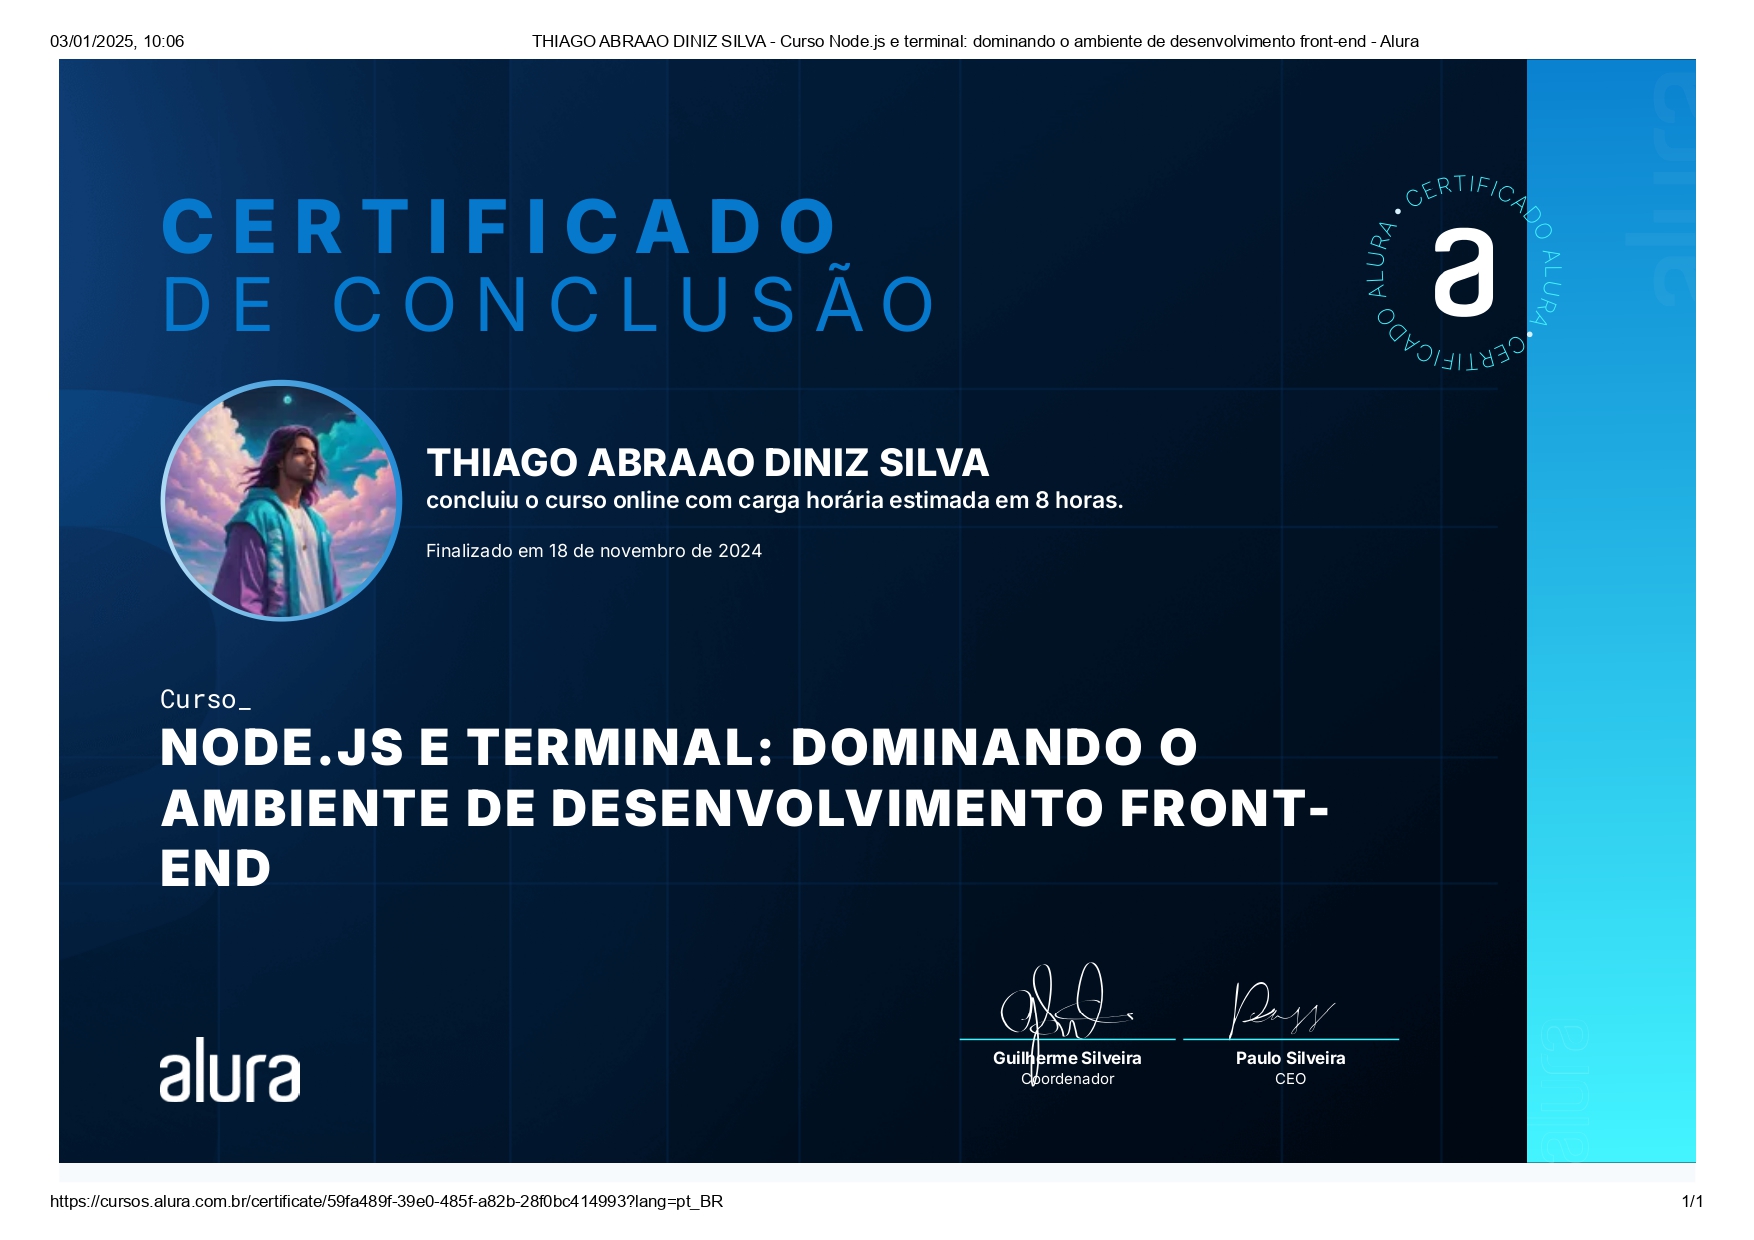 03/01/2025, 10:06
THIAGO ABRAAO DINIZ SILVA - Curso Node.js e terminal: dominando o ambiente de desenvolvimento front-end - Alura
CERTIFICADO
DE CONCLUSÃO
CERTIFICADO ALURA • CERTIFICADO ALURA •
a
alura
THIAGO ABRAAO DINIZ SILVA
concluiu o curso online com carga horária estimada em 8 horas.
Finalizado em 18 de novembro de 2024
Curso_
NODE.JS E TERMINAL: DOMINANDO O
AMBIENTE DE DESENVOLVIMENTO FRONT-
END
alura
Guilherme Silveira
Coordenador
Paulo Silveira
CEO
alura
https://cursos.alura.com.br/certificate/59fa489f-39e0-485f-a82b-28f0bc414993?lang=pt_BR
1/1